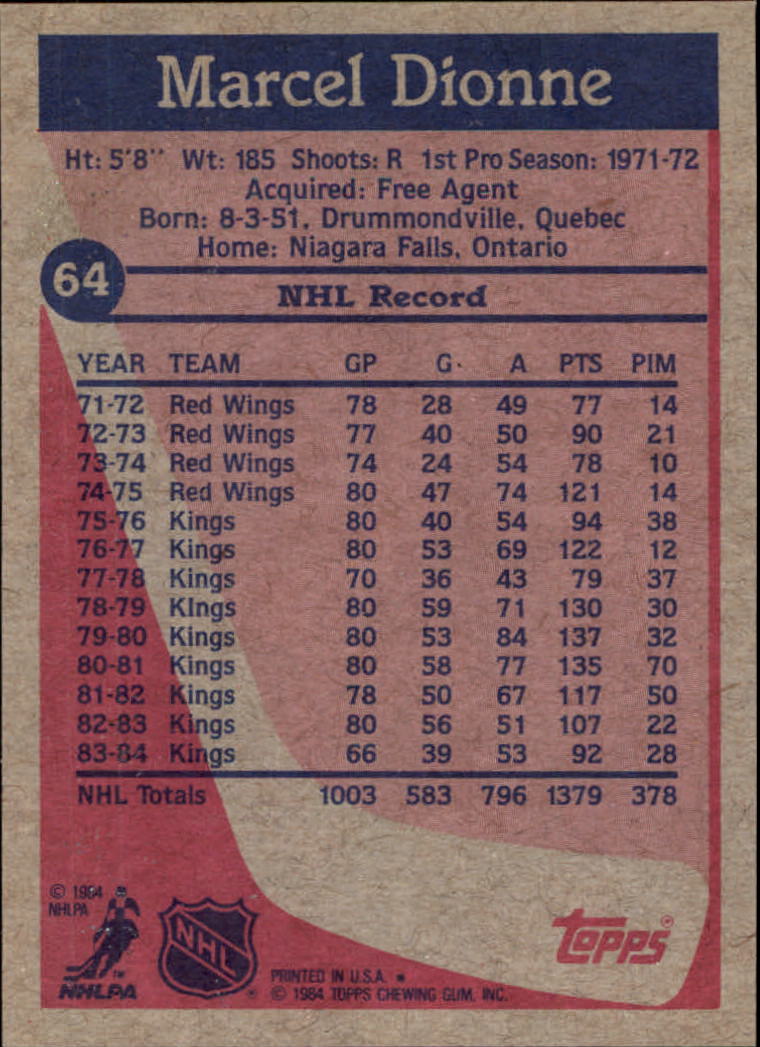 Marcel Dionne
Ht: 5'8'' Wt: 185 Shoots: R 1st Pro Season: 1971-72
Acquired: Free Agent
Born: 8-3-51, Drummondville, Quebec
Home: Niagara Falls, Ontario
64
NHL Record
YEAR TEAM GP G A PTS PIM
71-72 Red Wings 78 28 49 77 14
72-73 Red Wings 77 40 50 90 21
73-74 Red Wings 74 24 54 78 10
74-75 Red Wings 80 47 74 121 14
75-76 Kings 80 40 54 94 38
76-77 Kings 80 53 69 122 12
77-78 Kings 70 36 43 79 37
78-79 KIngs 80 59 71 130 30
79-80 Kings 80 53 84 137 32
80-81 Kings 80 58 77 135 70
81-82 Kings 78 50 67 117 50
82-83 Kings 80 56 51 107 22
83-84 Kings 66 39 53 92 28
NHL Totals 1003 583 796 1379 378
© 1984
NHLPA
NHL
topps®
™
NHLPA
PRINTED IN U.S.A. *
® © 1984 TOPPS CHEWING GUM, INC.